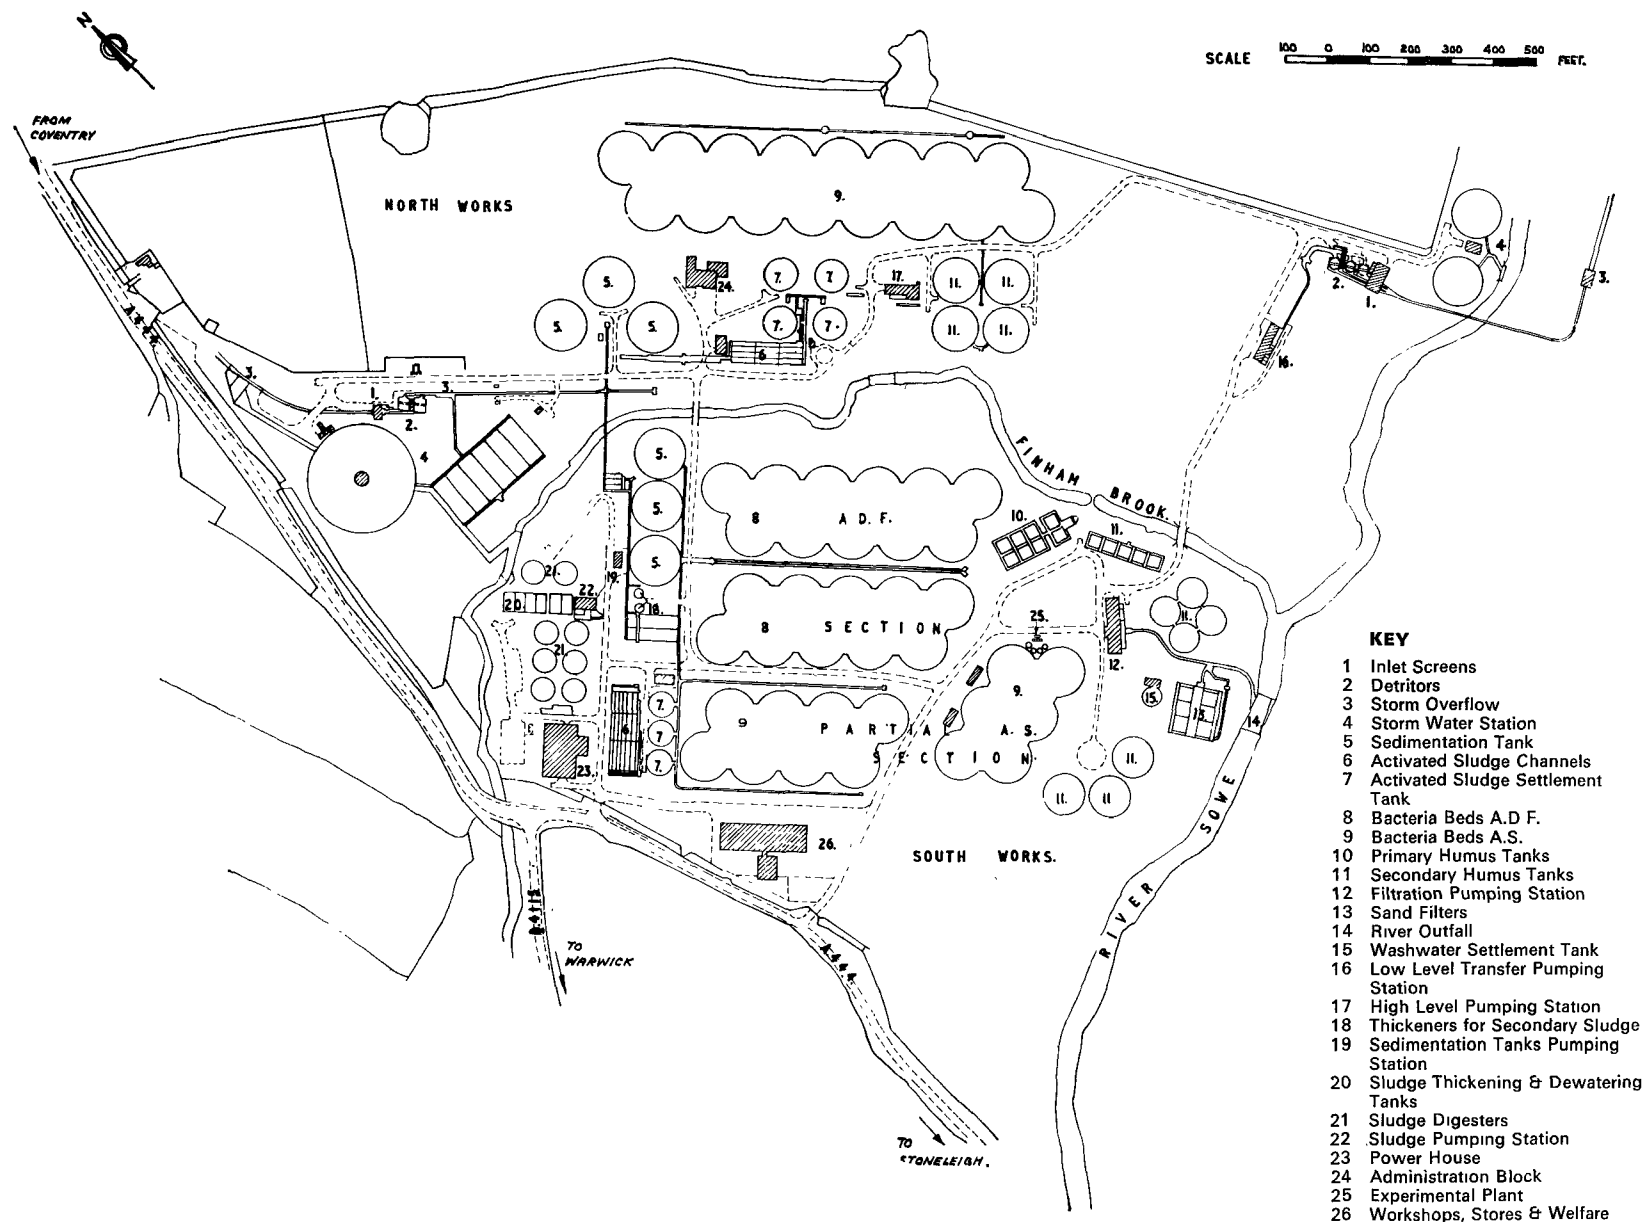 N
SCALE 100 0 100 200 300 400 500 FEET.
FROM
COVENTRY
NORTH WORKS
9.
4
3.
2.
1.
24.
7.
7.
17.
11.
11.
5.
5.
5.
7.
7.
11.
11.
6
16.
3.
3.
1.
2.
4
5.
5.
5.
FINHAM BROOK.
8 A D. F.
10.
11.
21.
22.
19.
20.
18.
8 SECTION
25.
11.
12.
21.
9.
15.
13.
14.
7.
7
7.
6
9 PARTIAL A.S.
SECTION
11.
11.
11
23.
26.
SOUTH WORKS.
RIVER SOWE
A444
TO
WARWICK
A444
TO
STONELEIGH.
KEY
1 Inlet Screens
2 Detritors
3 Storm Overflow
4 Storm Water Station
5 Sedimentation Tank
6 Activated Sludge Channels
7 Activated Sludge Settlement
Tank
8 Bacteria Beds A.D F.
9 Bacteria Beds A.S.
10 Primary Humus Tanks
11 Secondary Humus Tanks
12 Filtration Pumping Station
13 Sand Filters
14 River Outfall
15 Washwater Settlement Tank
16 Low Level Transfer Pumping
Station
17 High Level Pumping Station
18 Thickeners for Secondary Sludge
19 Sedimentation Tanks Pumping
Station
20 Sludge Thickening & Dewatering
Tanks
21 Sludge Digesters
22 Sludge Pumping Station
23 Power House
24 Administration Block
25 Experimental Plant
26 Workshops, Stores & Welfare